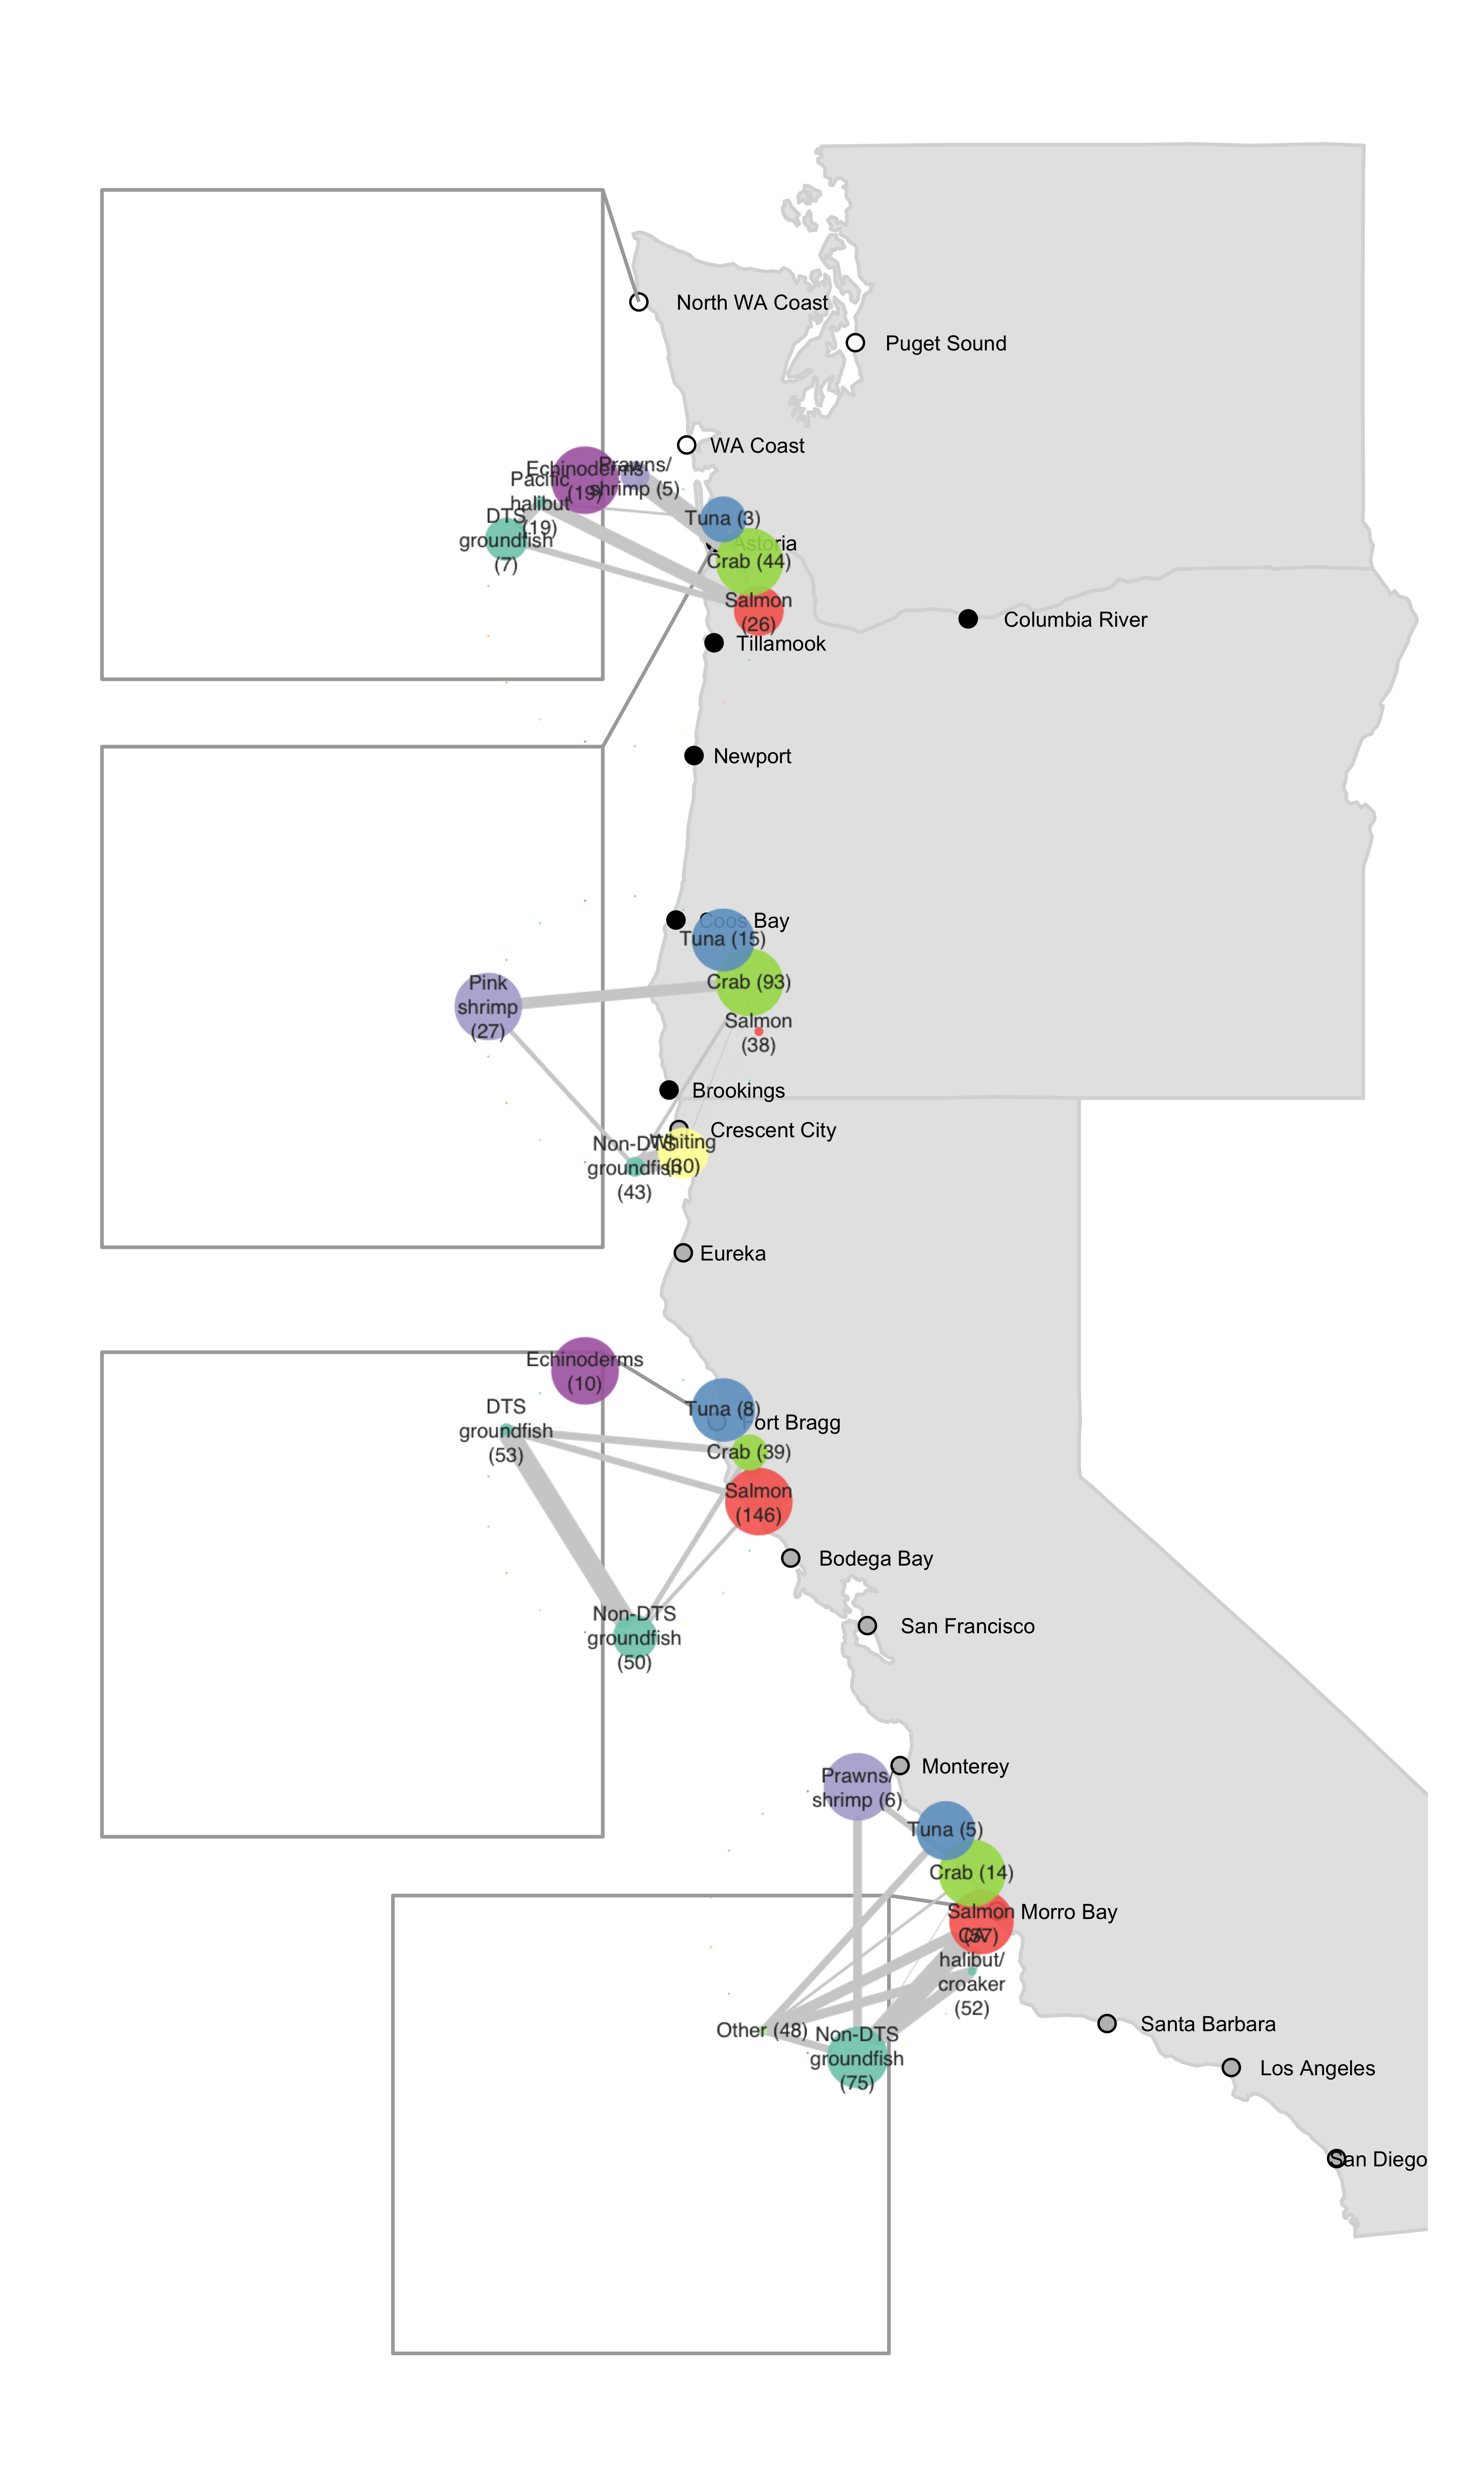 North WA Coast
Puget Sound
WA Coast
Echinoderms
(19)
Prawns/
shrimp (5)
Pacific
halibut
(19)
DTS
groundfish
(7)
Tuna (3)
Astoria
Crab (44)
Salmon
(26)
Columbia River
Tillamook
Newport
Coos Bay
Tuna (15)
Crab (93)
Pink
shrimp
(27)
Salmon
(38)
Brookings
Crescent City
Non-DTS
groundfish
(43)
Whiting
(30)
Eureka
Echinoderms
(10)
DTS
groundfish
(53)
Tuna (8)
Fort Bragg
Crab (39)
Salmon
(146)
Bodega Bay
Non-DTS
groundfish
(50)
San Francisco
Monterey
Prawns/
shrimp (6)
Tuna (5)
Crab (14)
Salmon
(57)
Morro Bay
CA
halibut/
croaker
(52)
Other (48)
Non-DTS
groundfish
(75)
Santa Barbara
Los Angeles
San Diego